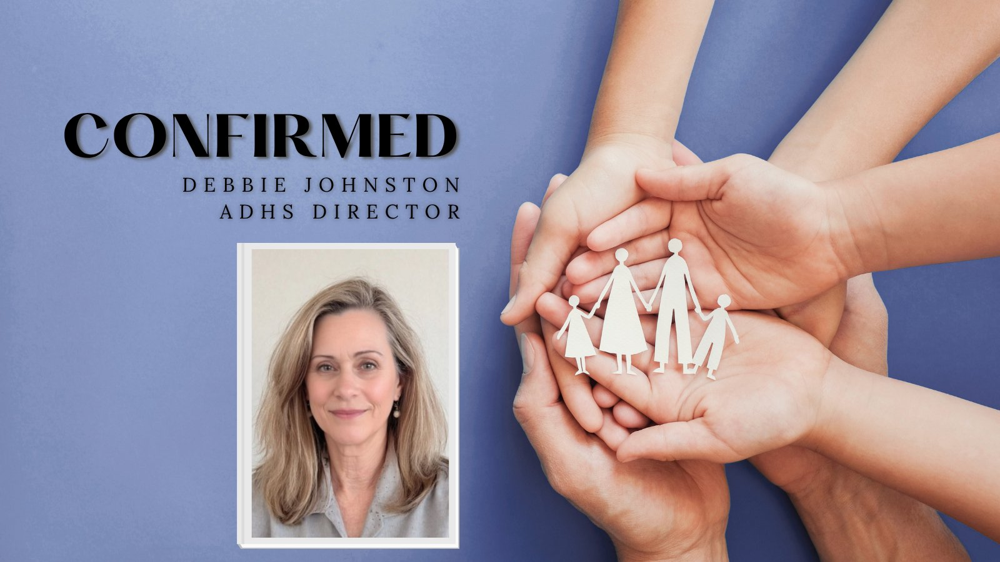 CONFIRMED
DEBBIE JOHNSTON
ADHS DIRECTOR